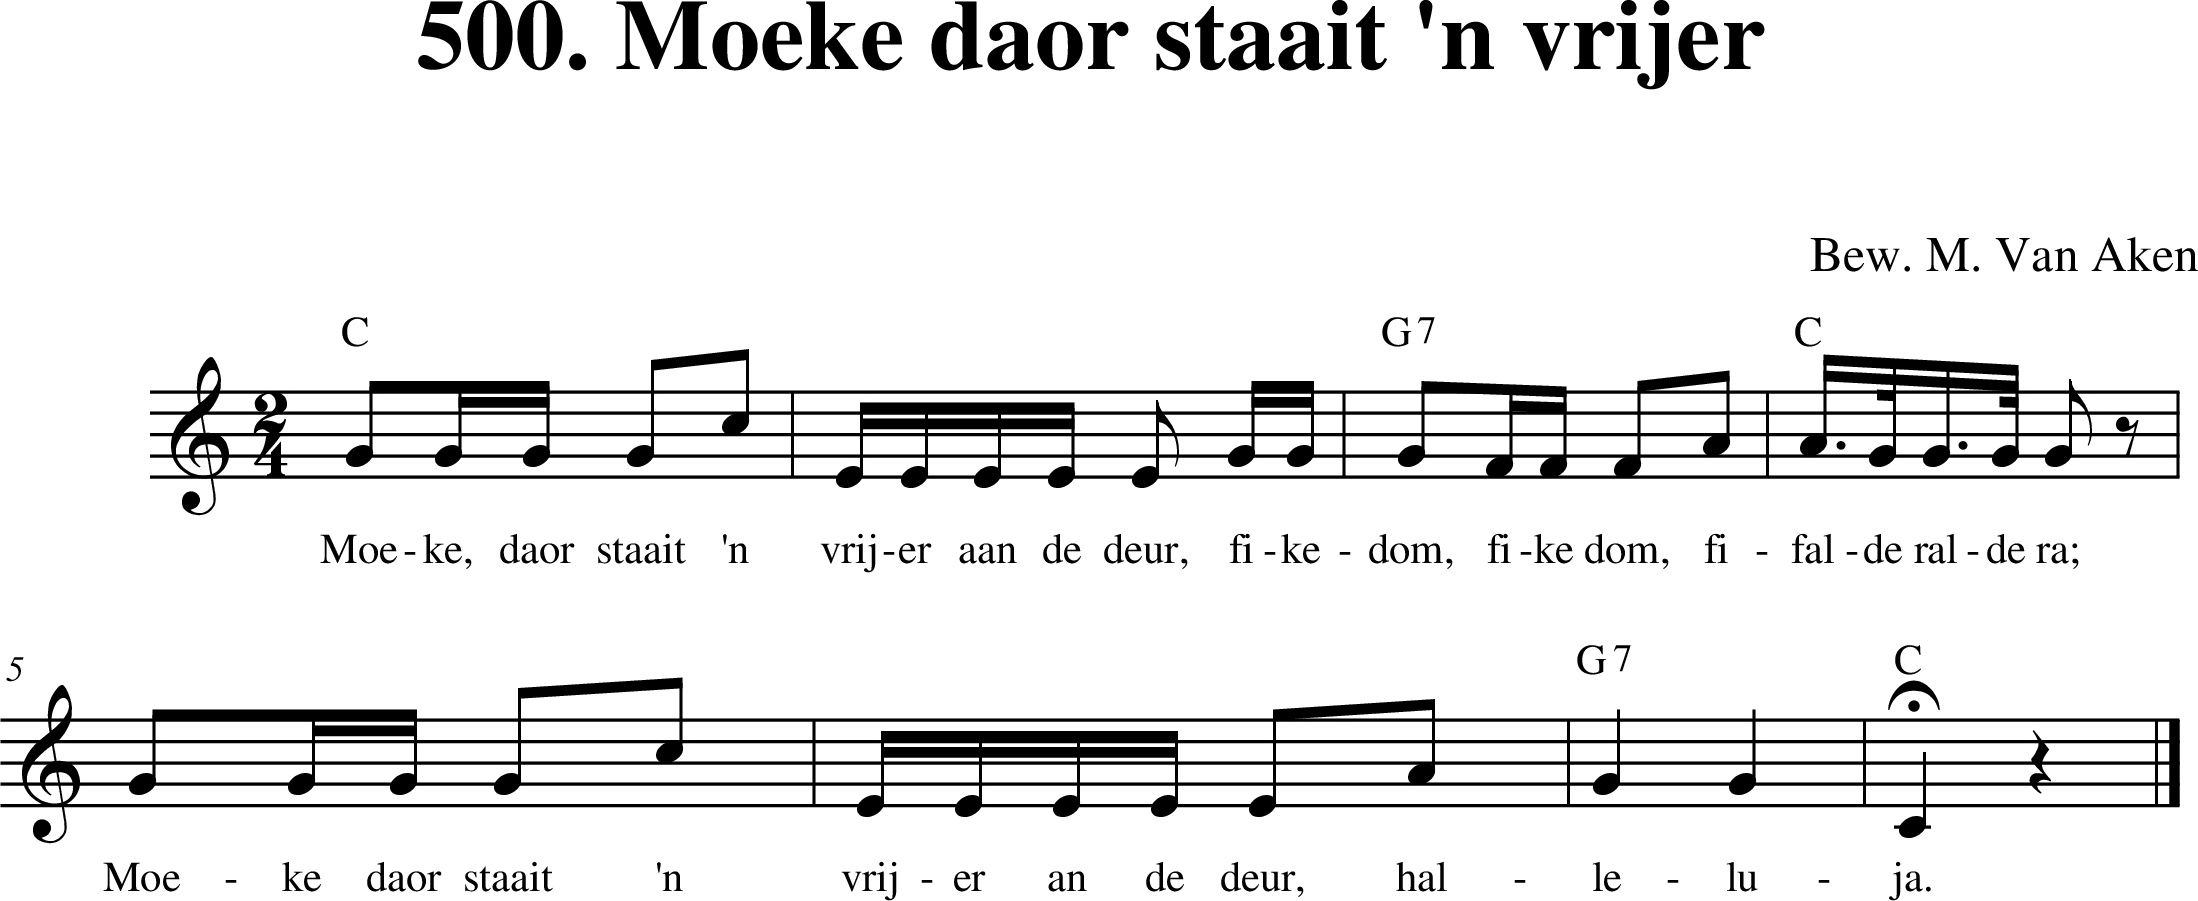 500. Moeke daor staait 'n vrijer
Bew. M. Van Aken
C G7 C
2
4
Moe - ke, daor staait 'n vrij - er aan de deur, fi - ke - dom, fi - ke dom, fi - fal - de ral - de ra;
5
G7 C
Moe - ke daor staait 'n vrij - er an de deur, hal - le - lu - ja.